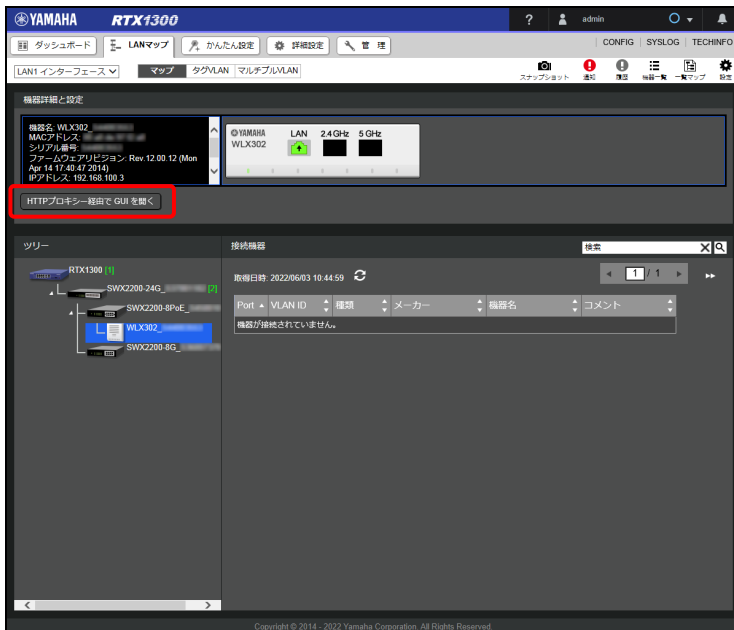 YAMAHA RTX1300 ? admin
ダッシュボード LANマップ かんたん設定 詳細設定 管 理 CONFIG SYSLOG TECHINFO
LAN1 インターフェース マップ タグVLAN マルチプルVLAN スナップショット 通知 履歴 機器一覧 一覧マップ 設定
機器詳細と設定
機器名: WLX302_
MACアドレス:
シリアル番号:
ファームウェアリビジョン: Rev.12.00.12 (Mon
Apr 14 17:40:47 2014)
IPアドレス: 192.168.100.3
YAMAHA LAN 2.4 GHz 5 GHz
WLX302
HTTPプロキシー経由で GUI を開く
ツリー
RTX1300 [1]
SWX2200-24G_ [2]
SWX2200-8PoE_
WLX302_
SWX2200-8G_
接続機器 検索
取得日時: 2022/06/03 10:44:59 1 / 1
Port VLAN ID 種類 メーカー 機器名 コメント
機器が接続されていません。
Copyright © 2014 - 2022 Yamaha Corporation. All Rights Reserved.